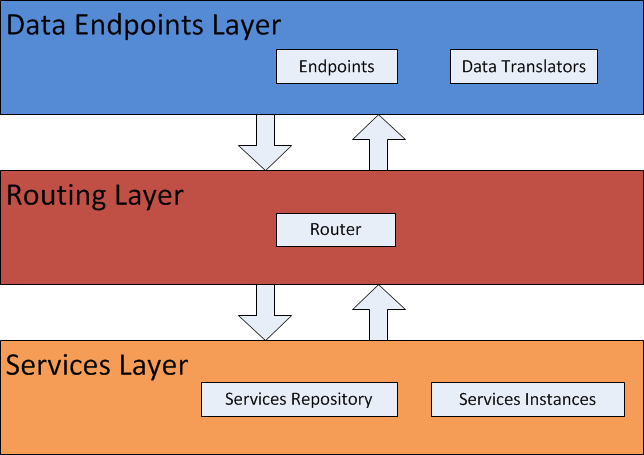 Data Endpoints Layer
Endpoints
Data Translators
Routing Layer
Router
Services Layer
Services Repository
Services Instances